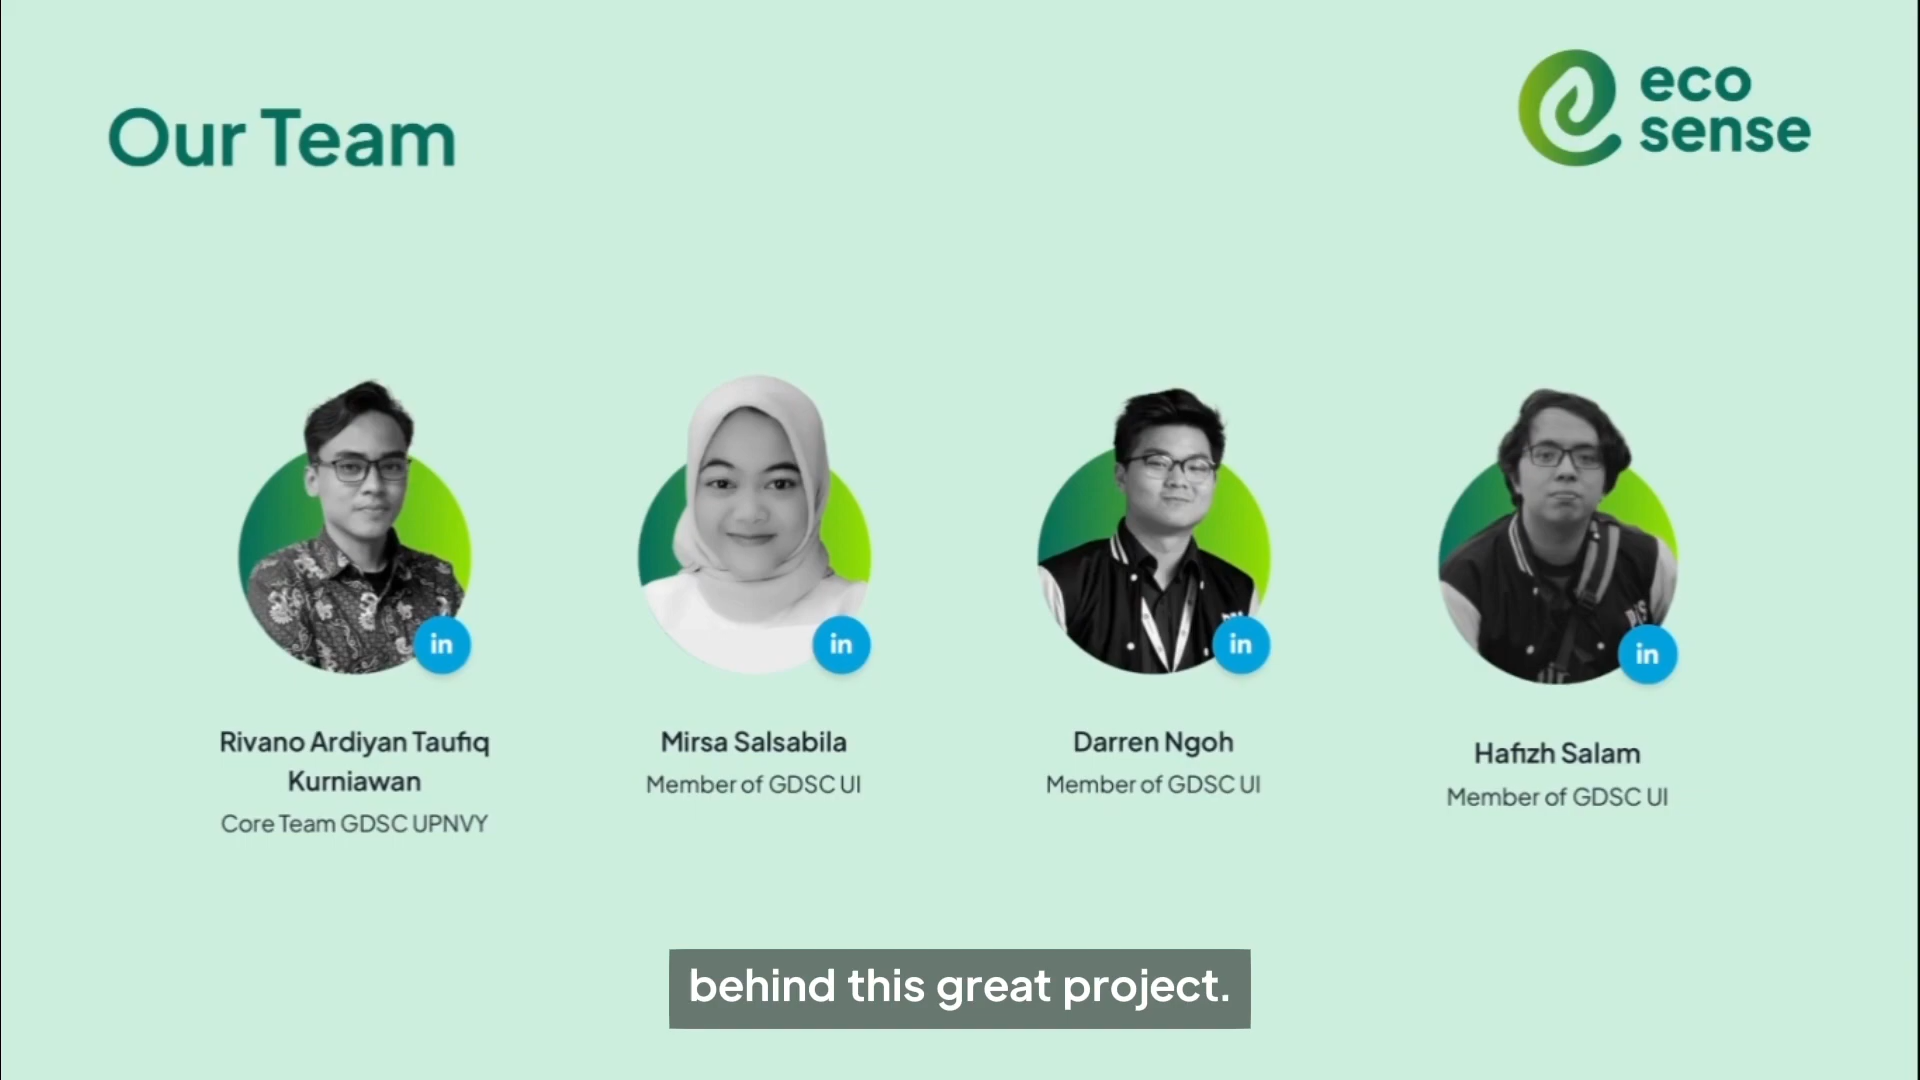 Our Team
eco
sense
in
in
in
in
Rivano Ardiyan Taufiq
Kurniawan
Core Team GDSC UPNVY
Mirsa Salsabila
Member of GDSC UI
Darren Ngoh
Member of GDSC UI
Hafizh Salam
Member of GDSC UI
behind this great project.